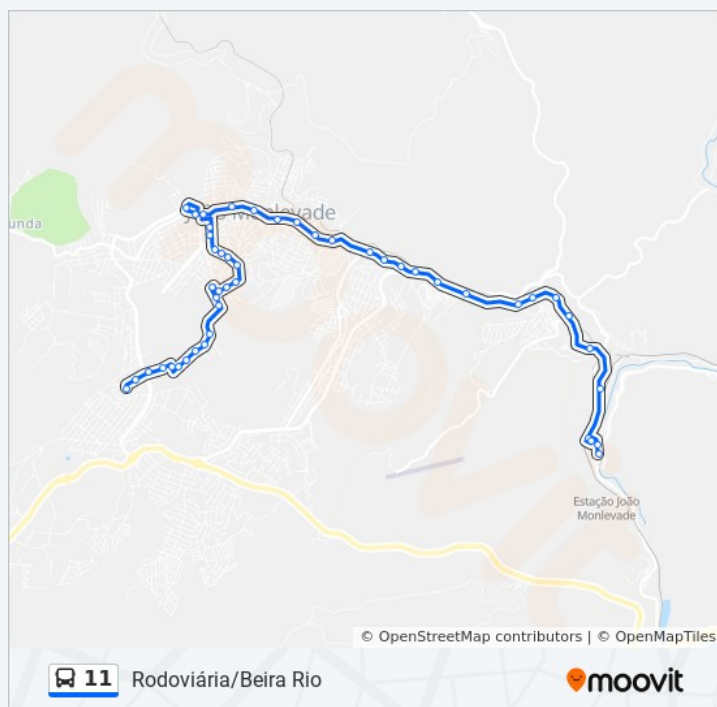 João Monlevade
unda
Estação João
Monlevade
© OpenStreetMap contributors | © OpenMapTiles
11 Rodoviária/Beira Rio
moovit